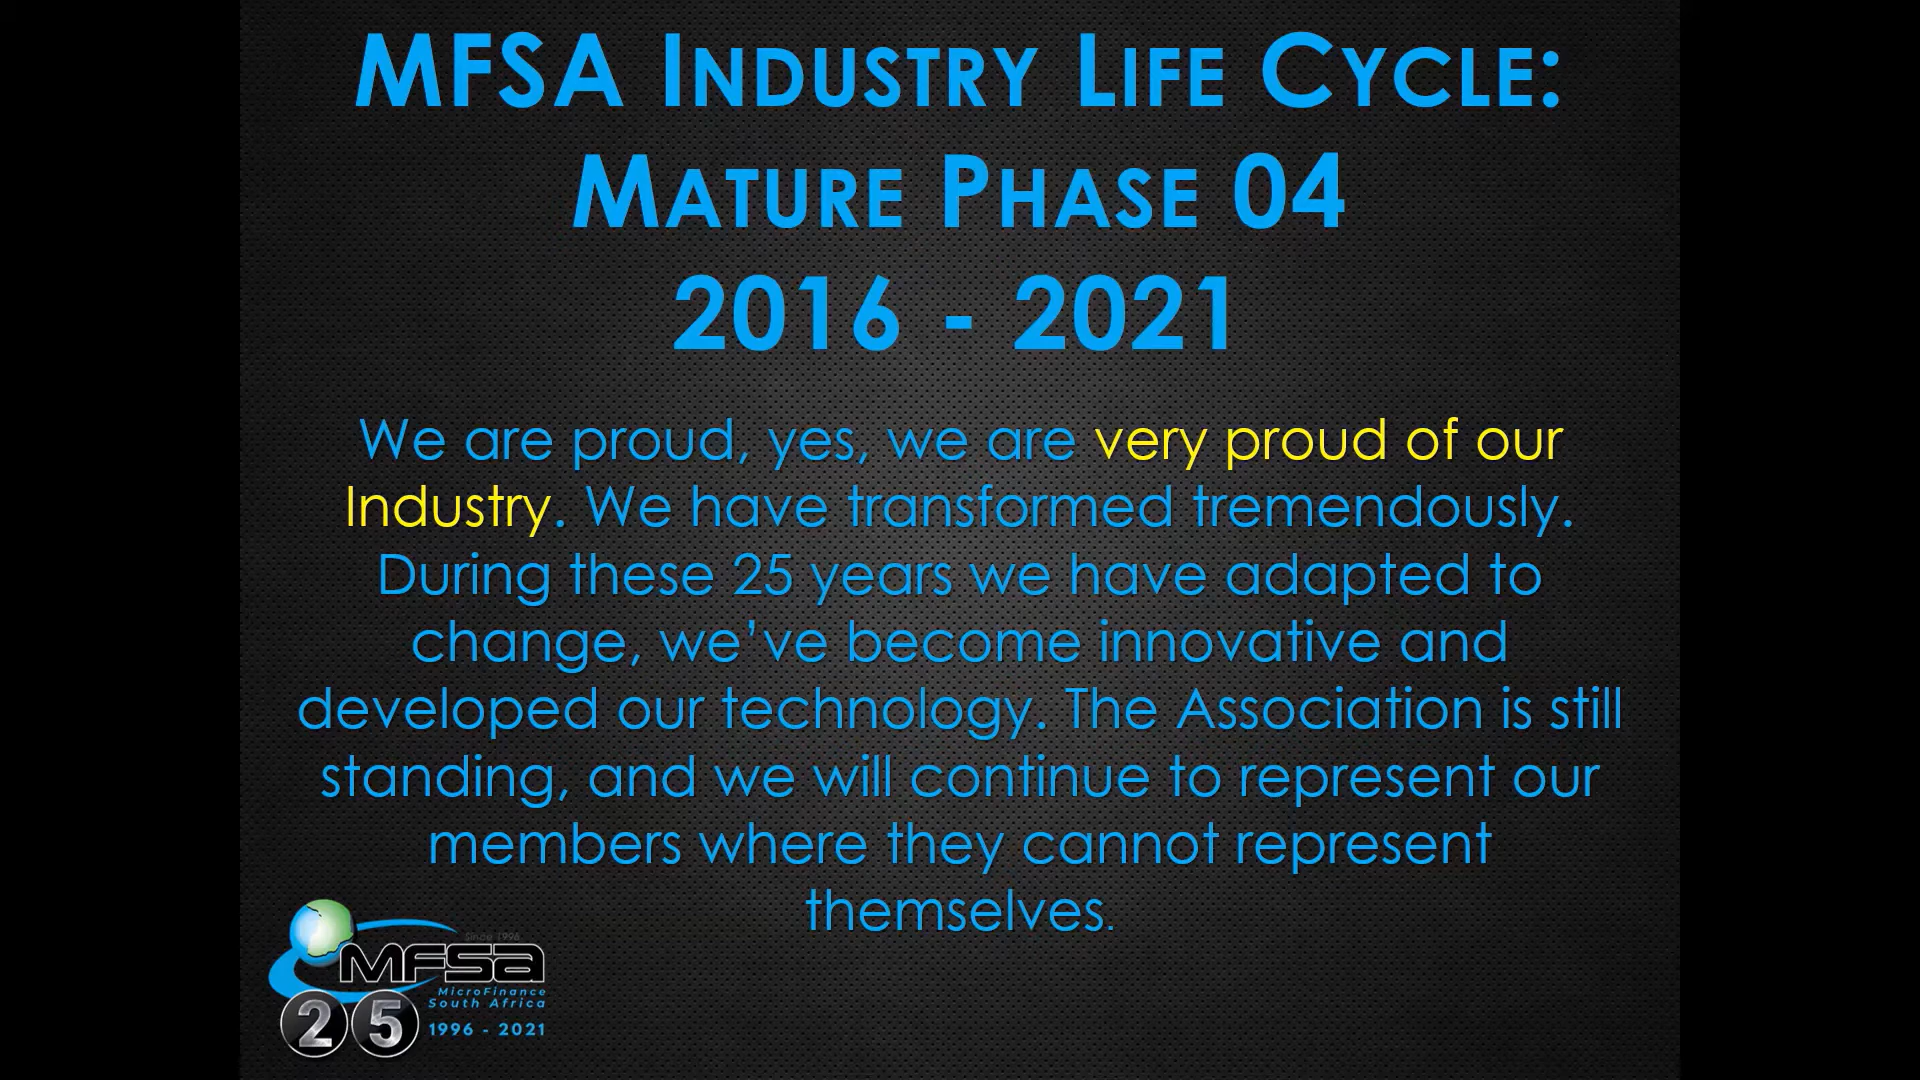 MFSA INDUSTRY LIFE CYCLE:
MATURE PHASE 04
2016 - 2021
We are proud, yes, we are very proud of our
Industry. We have transformed tremendously.
During these 25 years we have adapted to
change, we’ve become innovative and
developed our technology. The Association is still
standing, and we will continue to represent our
members where they cannot represent
themselves.
Since 1996
MFSA
MicroFinance
South Africa
25
1996 - 2021